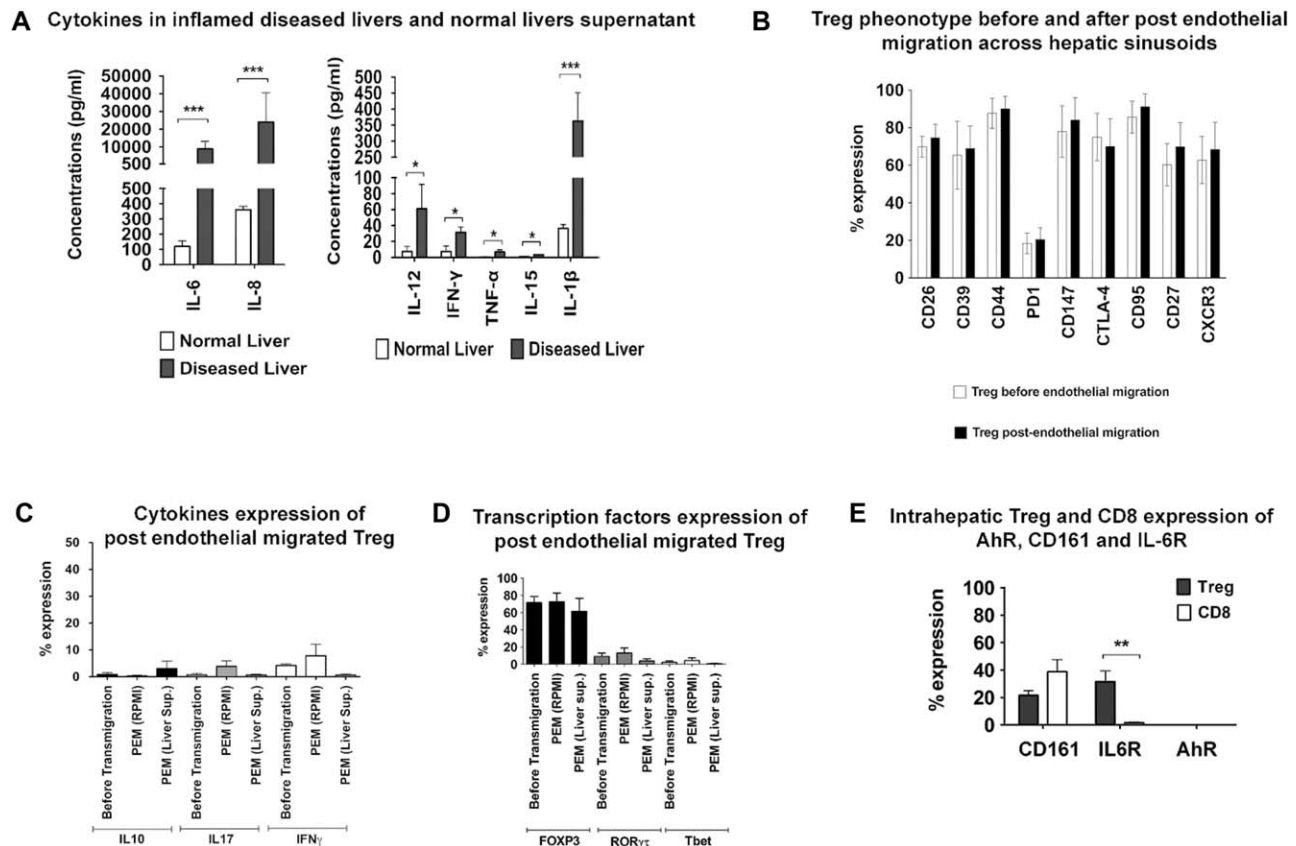 A Cytokines in inflamed diseased livers and normal livers supernatant
Concentrations (pg/ml)
50000
40000
30000
20000
10000
500
500
400
300
200
100
0
***
***
IL-6
IL-8
Normal Liver
Diseased Liver
Concentrations (pg/ml)
500
450
400
350
300
250
200
150
100
80
60
40
20
0
*
*
*
*
***
IL-12
IFN-γ
TNF-α
IL-15
IL-1β
Normal Liver Diseased Liver
B Treg pheonotype before and after post endothelial
migration across hepatic sinusoids
% expression
100
80
60
40
20
0
CD26
CD39
CD44
PD1
CD147
CTLA-4
CD95
CD27
CXCR3
Treg before endothelial migration
Treg post-endothelial migration
C Cytokines expression of
post endothelial migrated Treg
% expression
50
40
30
20
10
0
Before Transmigration
PEM (RPMI)
PEM (Liver Sup.)
Before Transmigration
PEM (RPMI)
PEM (Liver Sup.)
Before Transmigration
PEM (RPMI)
PEM (Liver Sup.)
IL10 IL17 IFNγ
D Transcription factors expression of
post endothelial migrated Treg
% expression
100
80
60
40
20
0
Before Transmigration
PEM (RPMI)
PEM (Liver Sup.)
Before Transmigration
PEM (RPMI)
PEM (Liver Sup.)
Before Transmigration
PEM (RPMI)
PEM (Liver Sup.)
FOXP3 RORγτ Tbet
E Intrahepatic Treg and CD8 expression of
AhR, CD161 and IL-6R
% expression
100
80
60
40
20
0
Treg
CD8
**
CD161 IL6R AhR